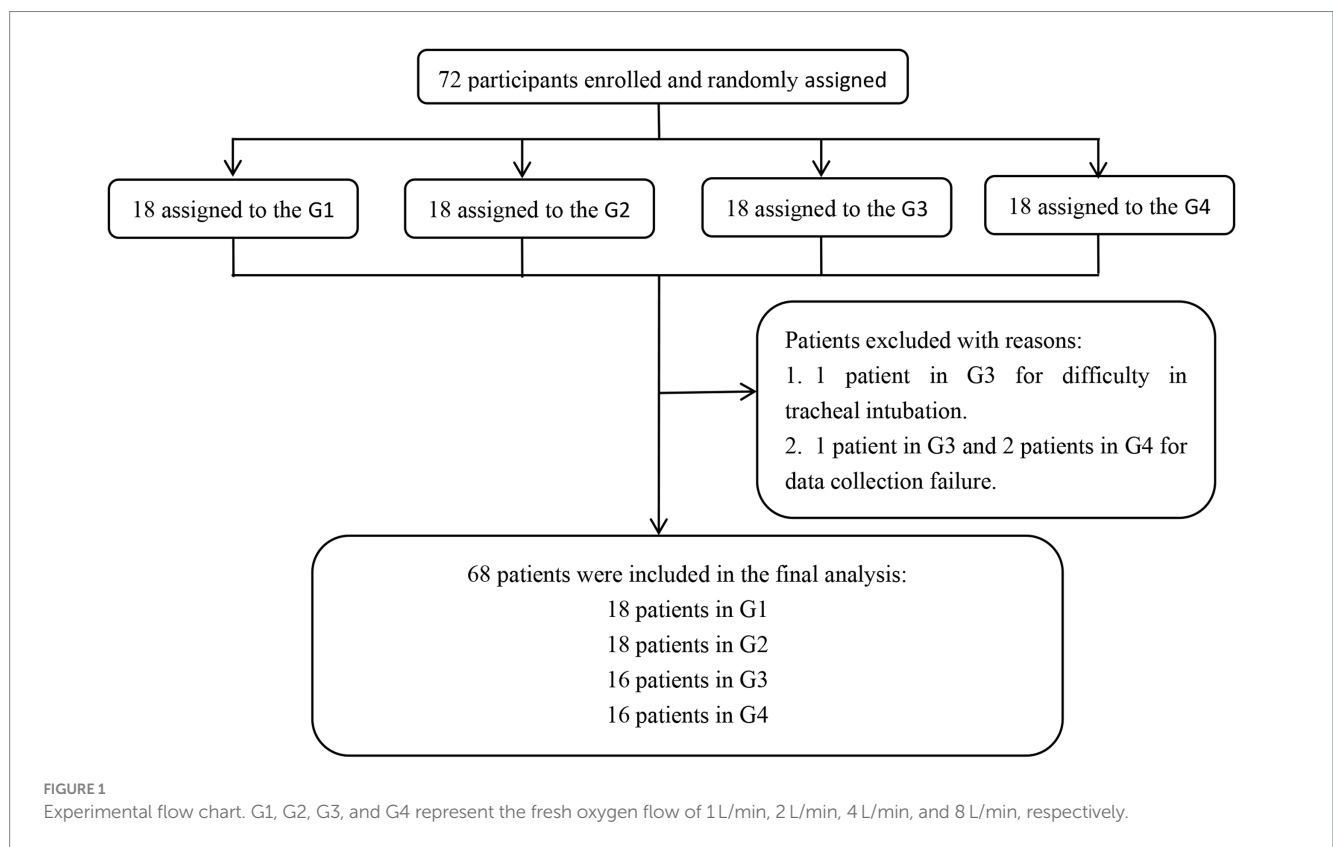 72 participants enrolled and randomly assigned
18 assigned to the G1
18 assigned to the G2
18 assigned to the G3
18 assigned to the G4
Patients excluded with reasons:
1. 1 patient in G3 for difficulty in
tracheal intubation.
2. 1 patient in G3 and 2 patients in G4 for
data collection failure.
68 patients were included in the final analysis:
18 patients in G1
18 patients in G2
16 patients in G3
16 patients in G4
FIGURE 1
Experimental flow chart. G1, G2, G3, and G4 represent the fresh oxygen flow of 1 L/min, 2 L/min, 4 L/min, and 8 L/min, respectively.